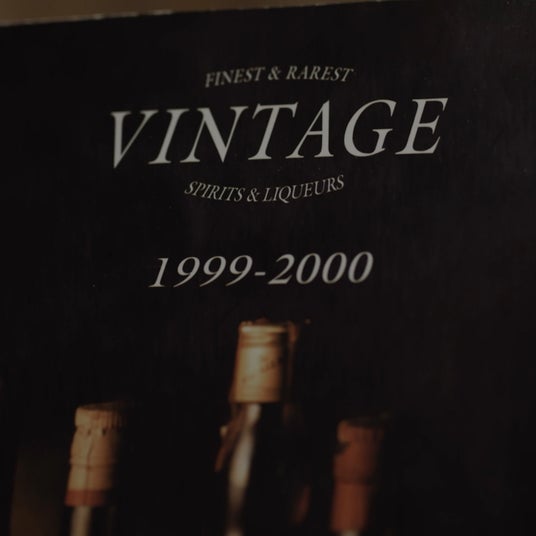 FINEST & RAREST
VINTAGE
SPIRITS & LIQUEURS
1999-2000